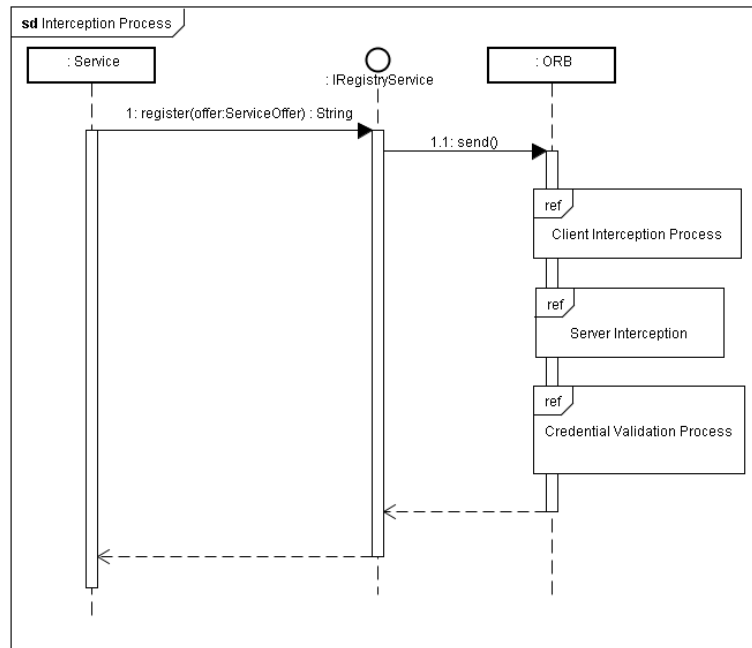 sd Interception Process
: Service
: IRegistryService
: ORB
1: register(offer:ServiceOffer) : String
1.1: send()
ref
Client Interception Process
ref
Server Interception
ref
Credential Validation Process